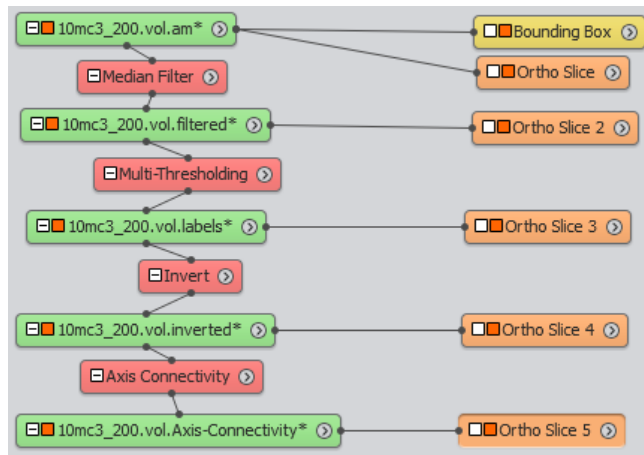 10mc3_200.vol.am*
Bounding Box
Median Filter
Ortho Slice
10mc3_200.vol.filtered*
Ortho Slice 2
Multi-Thresholding
10mc3_200.vol.labels*
Ortho Slice 3
Invert
10mc3_200.vol.inverted*
Ortho Slice 4
Axis Connectivity
10mc3_200.vol.Axis-Connectivity*
Ortho Slice 5